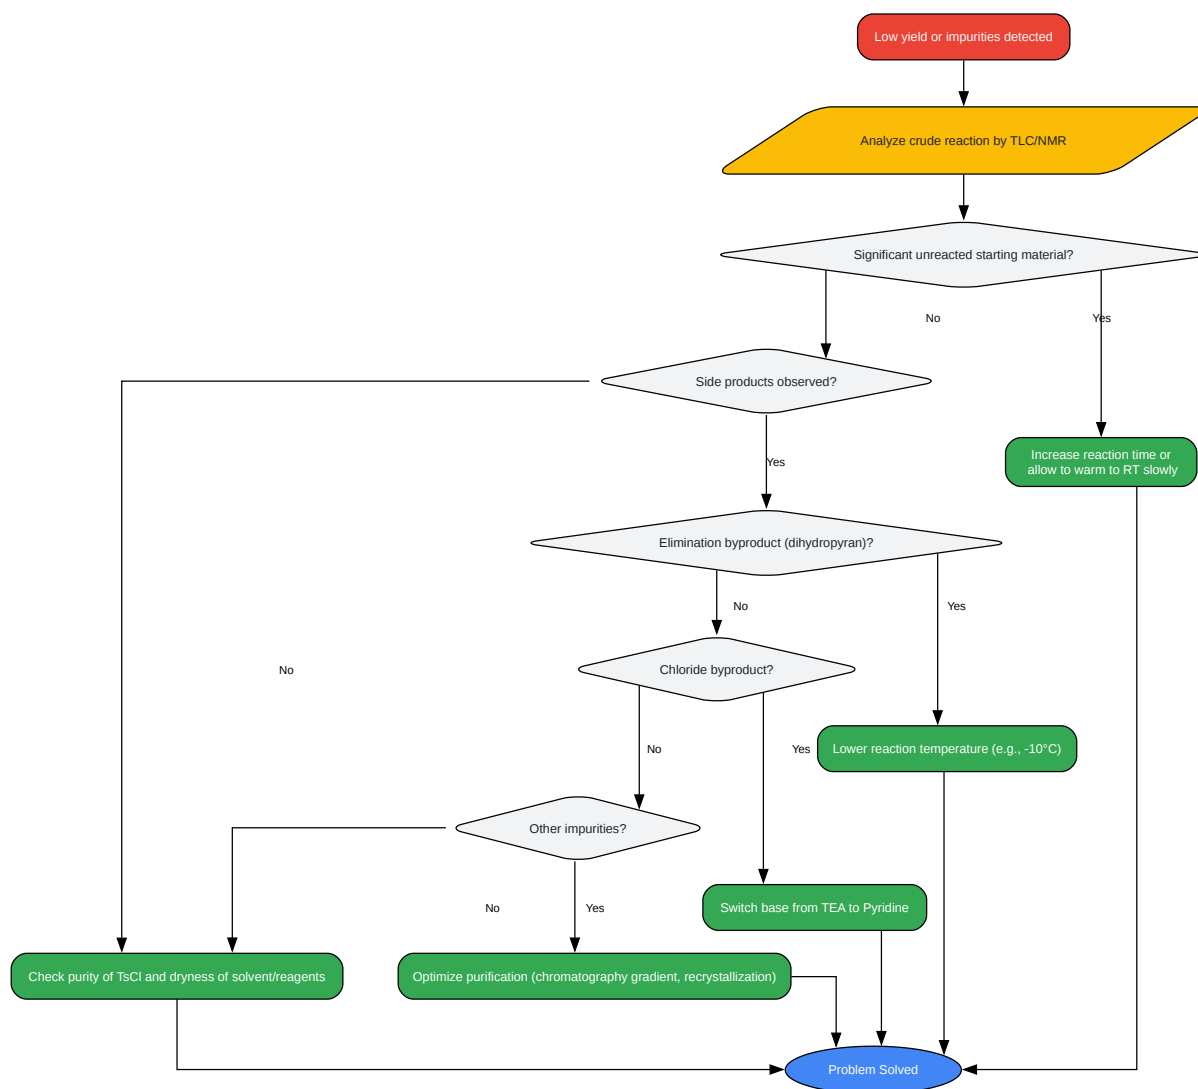 Low yield or impurities detected
Analyze crude reaction by TLC/NMR
Significant unreacted starting material?
No
Yes
Side products observed?
Yes
Increase reaction time or
allow to warm to RT slowly
Elimination byproduct (dihydropyran)?
No
Yes
No
Chloride byproduct?
No
Yes
Lower reaction temperature (e.g., -10°C)
Other impurities?
No
Yes
Switch base from TEA to Pyridine
Check purity of TsCl and dryness of solvent/reagents
Optimize purification (chromatography gradient, recrystallization)
Problem Solved